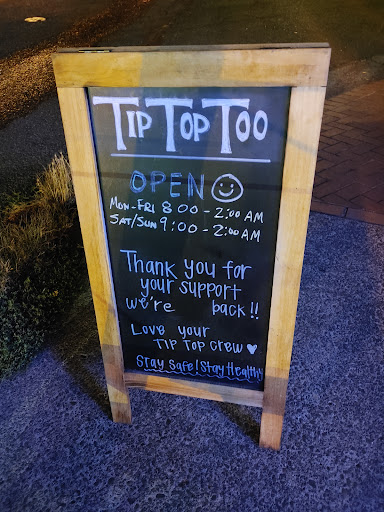 TIP TOP TOO
OPEN
MON-FRI 8:00 - 2:00 AM
SAT/SUN 9:00 - 2:00 AM
Thank you for
your support
we're back!!
Love your
TIP TOP CREW ♥
Stay Safe! Stay Healthy